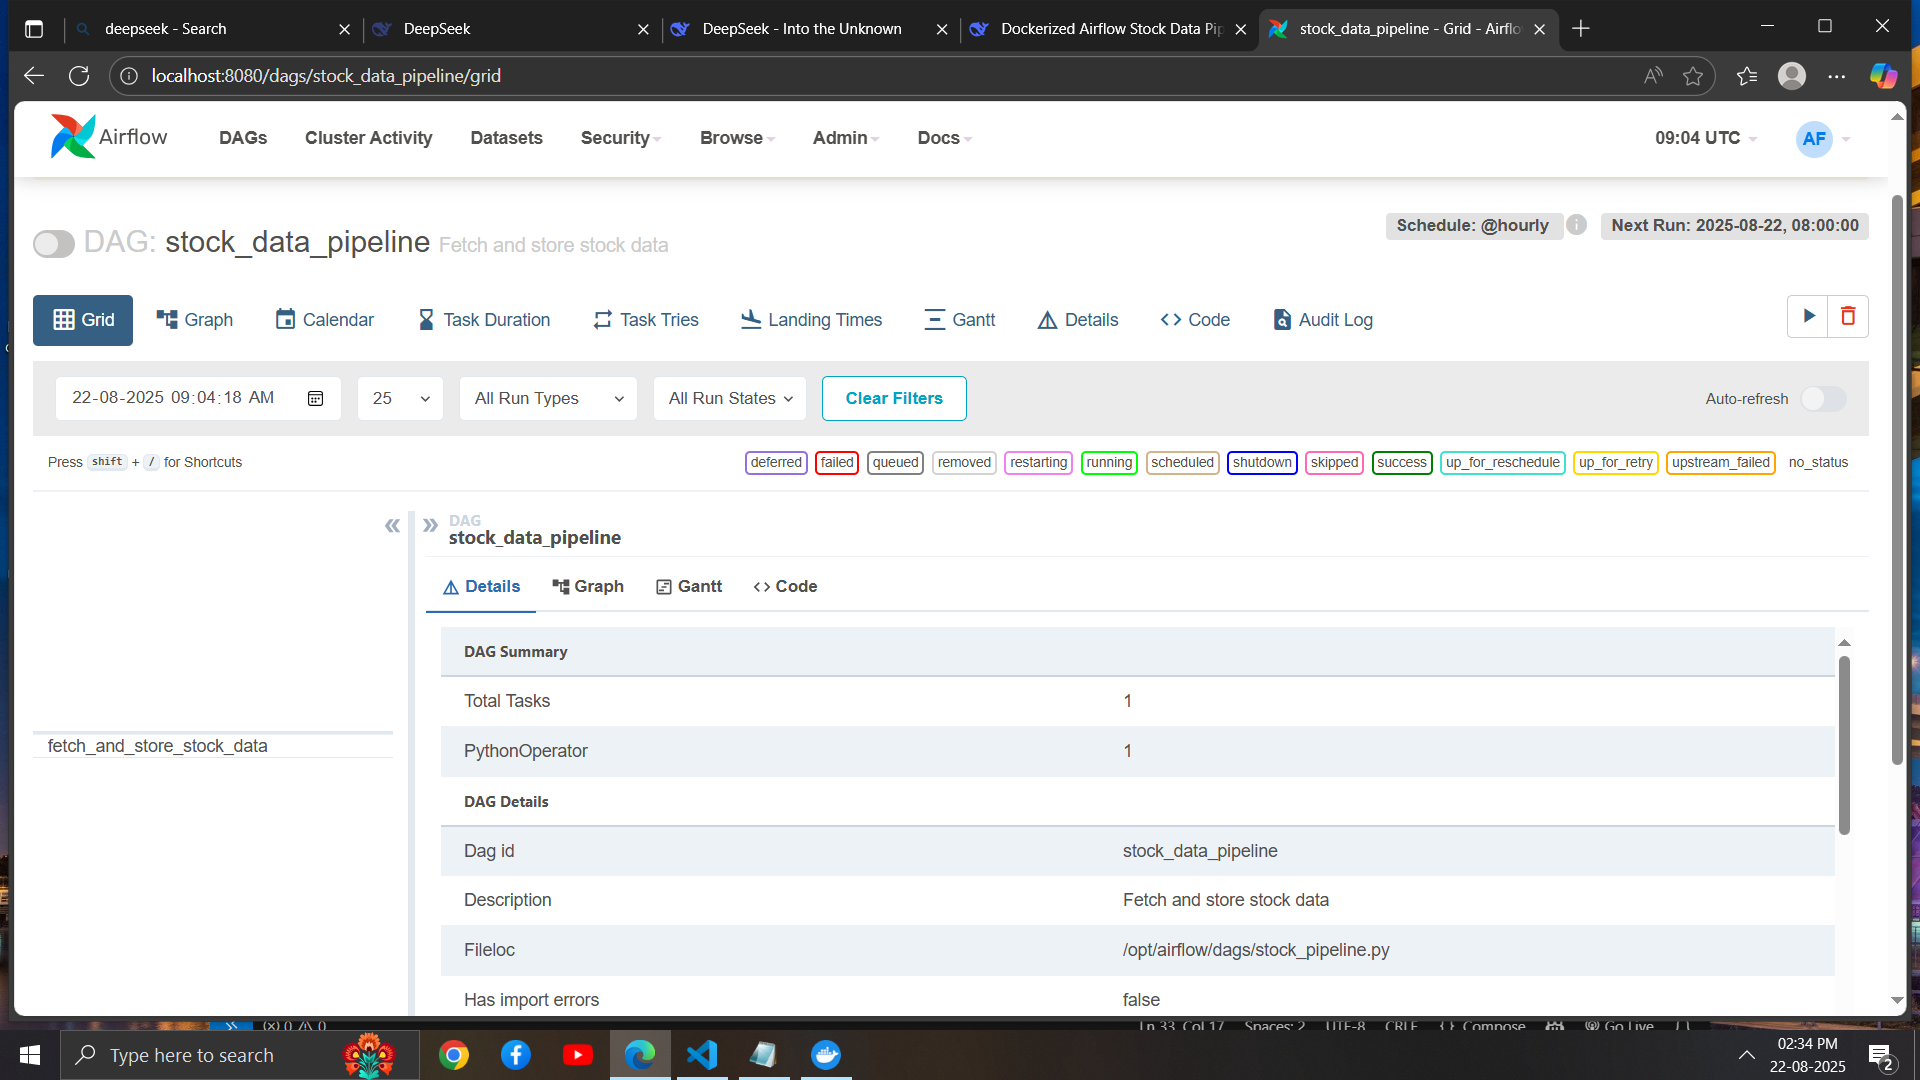 deepseek - Search
DeepSeek
DeepSeek - Into the Unknown
Dockerized Airflow Stock Data Pip
stock_data_pipeline - Grid - Airflo
localhost:8080/dags/stock_data_pipeline/grid
Airflow
DAGs
Cluster Activity
Datasets
Security
Browse
Admin
Docs
09:04 UTC
AF
DAG: stock_data_pipeline Fetch and store stock data
Schedule: @hourly
Next Run: 2025-08-22, 08:00:00
Grid
Graph
Calendar
Task Duration
Task Tries
Landing Times
Gantt
Details
Code
Audit Log
22-08-2025 09:04:18 AM
25
All Run Types
All Run States
Clear Filters
Auto-refresh
Press shift + / for Shortcuts
deferred
failed
queued
removed
restarting
running
scheduled
shutdown
skipped
success
up_for_reschedule
up_for_retry
upstream_failed
no_status
DAG
stock_data_pipeline
Details
Graph
Gantt
Code
DAG Summary
Total Tasks 1
fetch_and_store_stock_data
PythonOperator 1
DAG Details
Dag id stock_data_pipeline
Description Fetch and store stock data
Fileloc /opt/airflow/dags/stock_pipeline.py
Has import errors false
0 0
Ln 33, Col 17 Spaces: 2 UTF-8 CRLF Compose Go Live
Type here to search
02:34 PM
22-08-2025
2